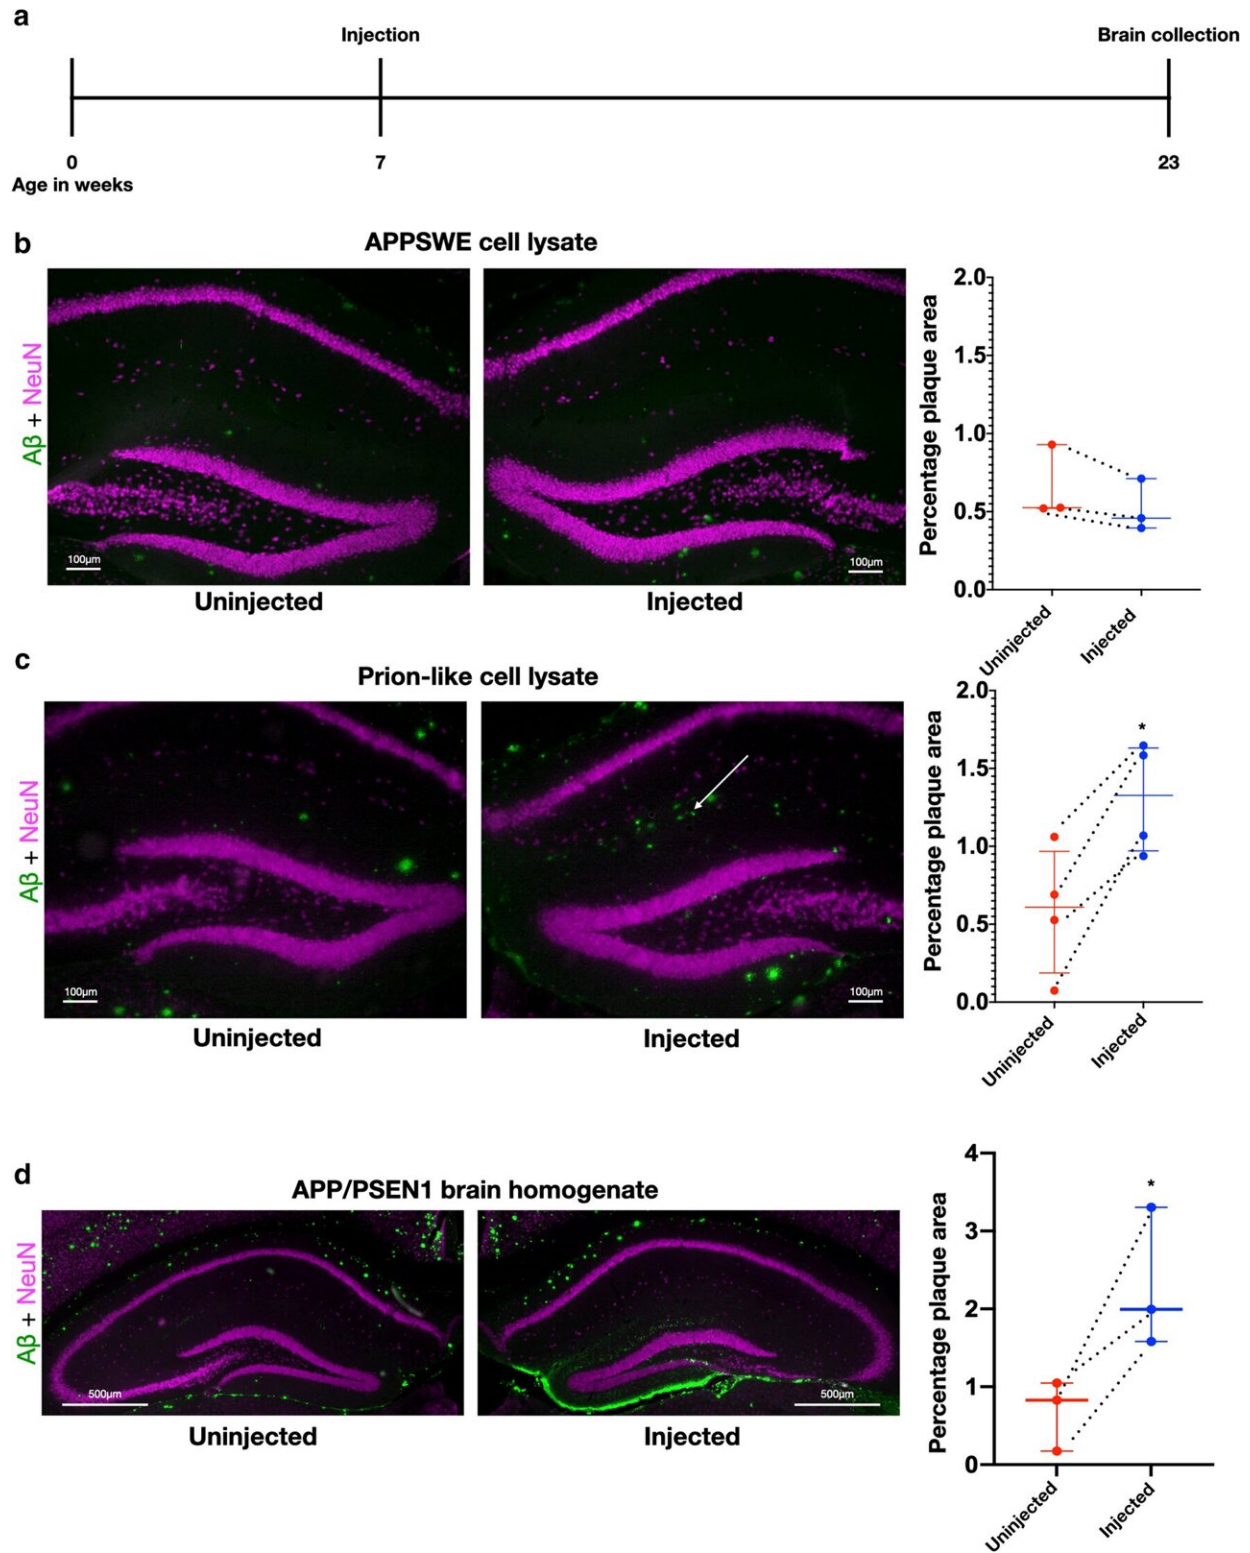 a
Injection
Brain collection
0
7
23
Age in weeks
b
APPSWE cell lysate
Aβ + NeuN
100µm
100µm
Uninjected
Injected
Percentage plaque area
2.0
1.5
1.0
0.5
0.0
Uninjected
Injected
c
Prion-like cell lysate
Aβ + NeuN
100µm
100µm
Uninjected
Injected
Percentage plaque area
2.0
1.5
1.0
0.5
0.0
*
Uninjected
Injected
d
APP/PSEN1 brain homogenate
Aβ + NeuN
500µm
500µm
Uninjected
Injected
Percentage plaque area
4
3
2
1
0
*
Uninjected
Injected